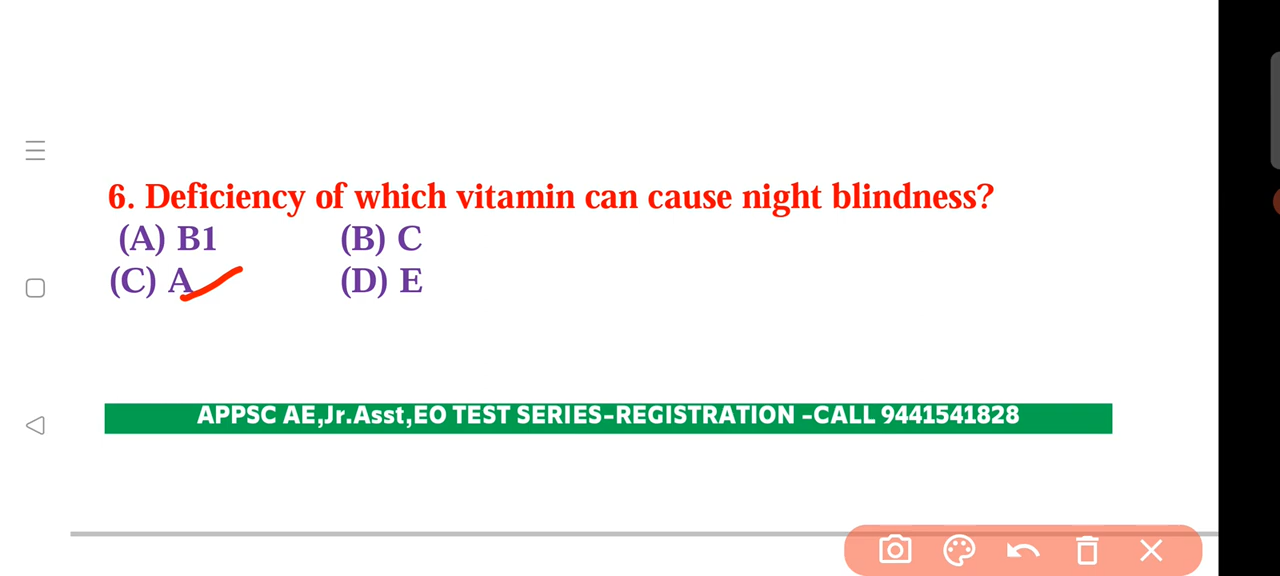 6. Deficiency of which vitamin can cause night blindness?
(A) B1 (B) C
(C) A (D) E
APPSC AE,Jr.Asst,EO TEST SERIES-REGISTRATION -CALL 9441541828